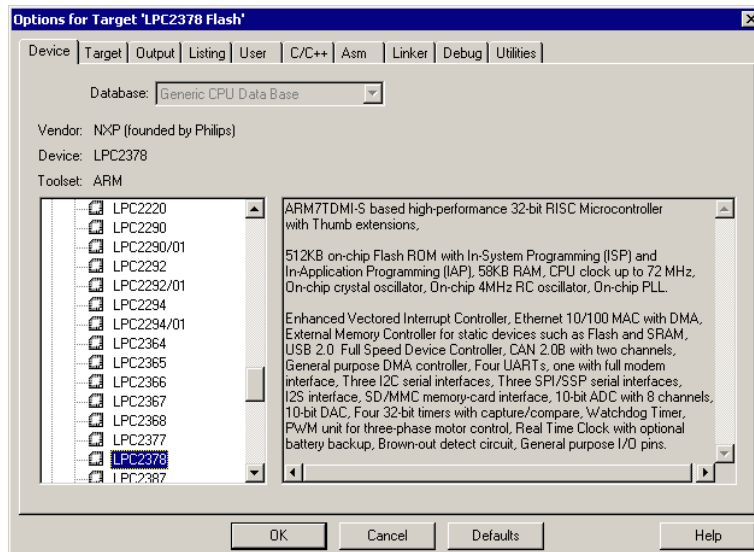 Options for Target 'LPC2378 Flash'
Device Target Output Listing User C/C++ Asm Linker Debug Utilities
Database: Generic CPU Data Base
Vendor: NXP (founded by Philips)
Device: LPC2378
Toolset: ARM
LPC2220
LPC2290
LPC2290/01
LPC2292
LPC2292/01
LPC2294
LPC2294/01
LPC2364
LPC2365
LPC2366
LPC2367
LPC2368
LPC2377
LPC2378
LPC2387
ARM7TDMI-S based high-performance 32-bit RISC Microcontroller
with Thumb extensions,
512KB on-chip Flash ROM with In-System Programming (ISP) and
In-Application Programming (IAP), 58KB RAM, CPU clock up to 72 MHz,
On-chip crystal oscillator, On-chip 4MHz RC oscillator, On-chip PLL.
Enhanced Vectored Interrupt Controller, Ethernet 10/100 MAC with DMA,
External Memory Controller for static devices such as Flash and SRAM,
USB 2.0 Full Speed Device Controller, CAN 2.0B with two channels,
General purpose DMA controller, Four UARTs, one with full modem
interface, Three I2C serial interfaces, Three SPI/SSP serial interfaces,
I2S interface, SD/MMC memory-card interface, 10-bit ADC with 8 channels,
10-bit DAC, Four 32-bit timers with capture/compare, Watchdog Timer,
PWM unit for three-phase motor control, Real Time Clock with optional
battery backup, Brown-out detect circuit, General purpose I/O pins.
OK Cancel Defaults Help